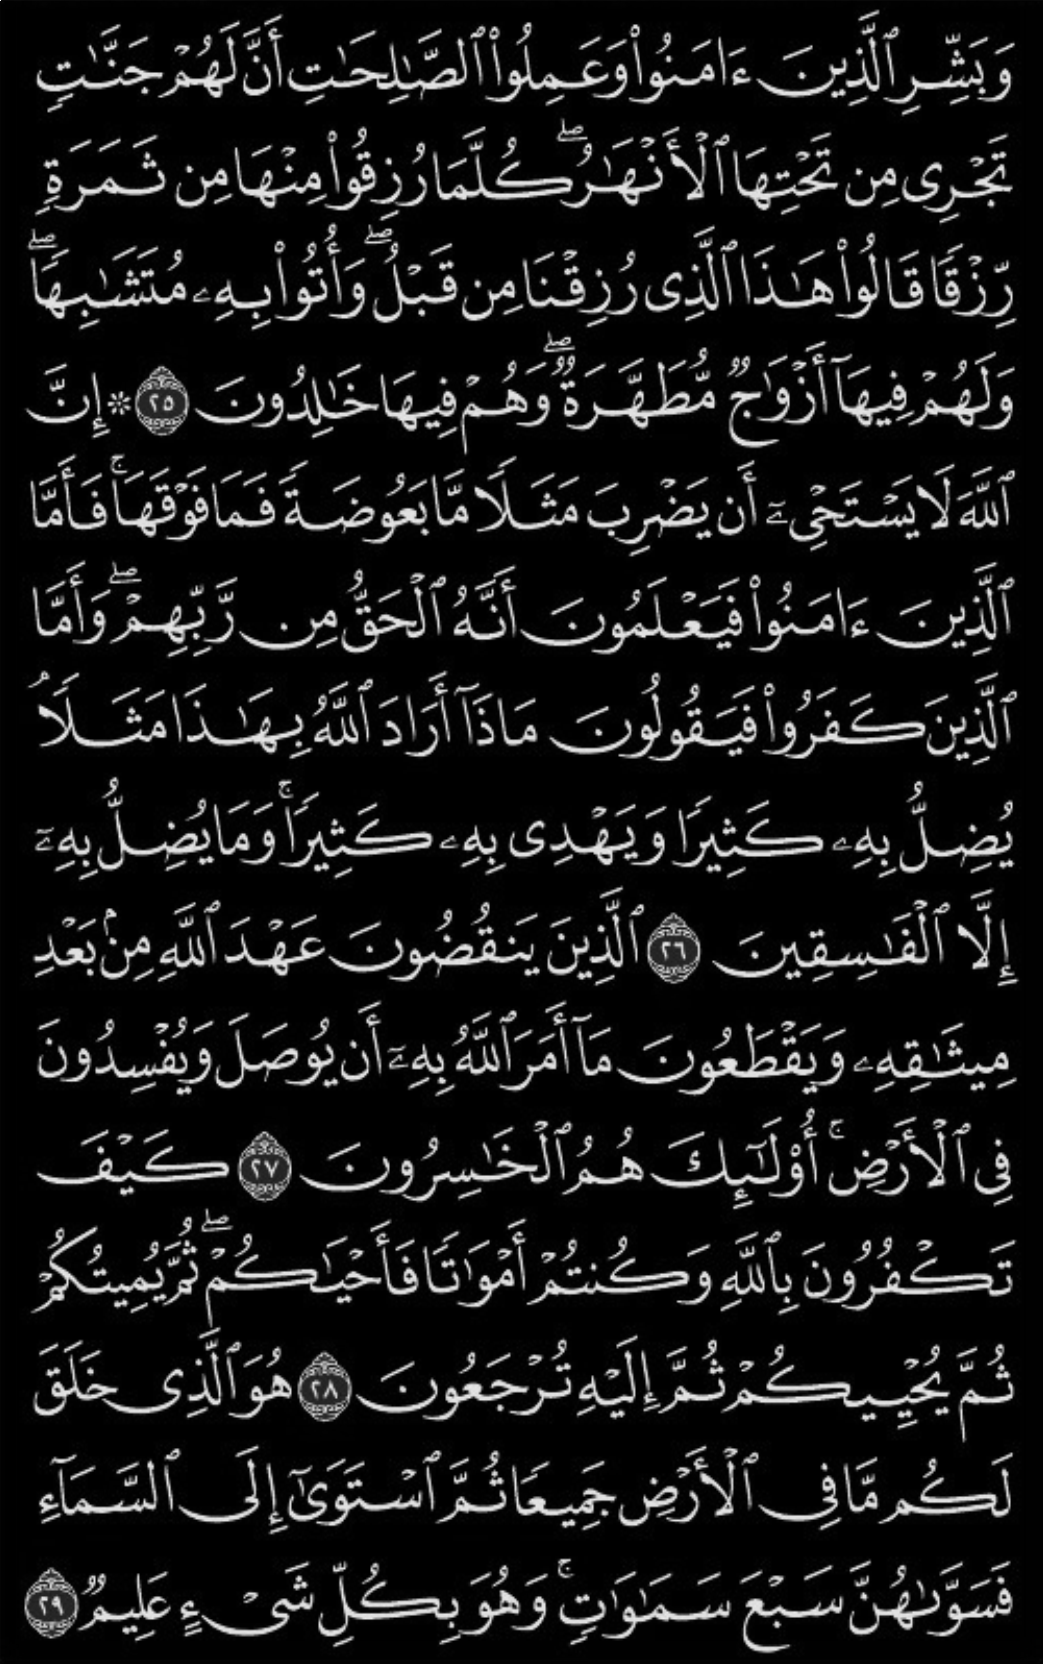 وَبَشِّرِ ٱلَّذِينَ ءَامَنُوا۟ وَعَمِلُوا۟ ٱلصَّـٰلِحَـٰتِ أَنَّ لَهُمْ جَنَّـٰتٍ
تَجْرِى مِن تَحْتِهَا ٱلْأَنْهَـٰرُ ۖ كُلَّمَا رُزِقُوا۟ مِنْهَا مِن ثَمَرَةٍ
رِّزْقًا قَالُوا۟ هَـٰذَا ٱلَّذِى رُزِقْنَا مِن قَبْلُ ۖ وَأُتُوا۟ بِهِۦ مُتَشَـٰبِهًا ۖ
وَلَهُمْ فِيهَآ أَزْوَٰجٌ مُّطَهَّرَةٌ ۖ وَهُمْ فِيهَا خَـٰلِدُونَ ٢٥ ۞ إِنَّ
ٱللَّهَ لَا يَسْتَحْىِۦٓ أَن يَضْرِبَ مَثَلًا مَّا بَعُوضَةً فَمَا فَوْقَهَا ۚ فَأَمَّا
ٱلَّذِينَ ءَامَنُوا۟ فَيَعْلَمُونَ أَنَّهُ ٱلْحَقُّ مِن رَّبِّهِمْ ۖ وَأَمَّا
ٱلَّذِينَ كَفَرُوا۟ فَيَقُولُونَ مَاذَآ أَرَادَ ٱللَّهُ بِهَـٰذَا مَثَلًا ۘ
يُضِلُّ بِهِۦ كَثِيرًا وَيَهْدِى بِهِۦ كَثِيرًا ۚ وَمَا يُضِلُّ بِهِۦٓ
إِلَّا ٱلْفَـٰسِقِينَ ٢٦ ٱلَّذِينَ يَنقُضُونَ عَهْدَ ٱللَّهِ مِنۢ بَعْدِ
مِيثَـٰقِهِۦ وَيَقْطَعُونَ مَآ أَمَرَ ٱللَّهُ بِهِۦٓ أَن يُوصَلَ وَيُفْسِدُونَ
فِى ٱلْأَرْضِ ۚ أُو۟لَـٰٓئِكَ هُمُ ٱلْخَـٰسِرُونَ ٢٧ كَيْفَ
تَكْفُرُونَ بِٱللَّهِ وَكُنتُمْ أَمْوَٰتًا فَأَحْيَـٰكُمْ ۖ ثُمَّ يُمِيتُكُمْ
ثُمَّ يُحْيِيكُمْ ثُمَّ إِلَيْهِ تُرْجَعُونَ ٢٨ هُوَ ٱلَّذِى خَلَقَ
لَكُم مَّا فِى ٱلْأَرْضِ جَمِيعًا ثُمَّ ٱسْتَوَىٰٓ إِلَى ٱلسَّمَآءِ
فَسَوَّىٰهُنَّ سَبْعَ سَمَـٰوَٰتٍ ۚ وَهُوَ بِكُلِّ شَىْءٍ عَلِيمٌ ٢٩